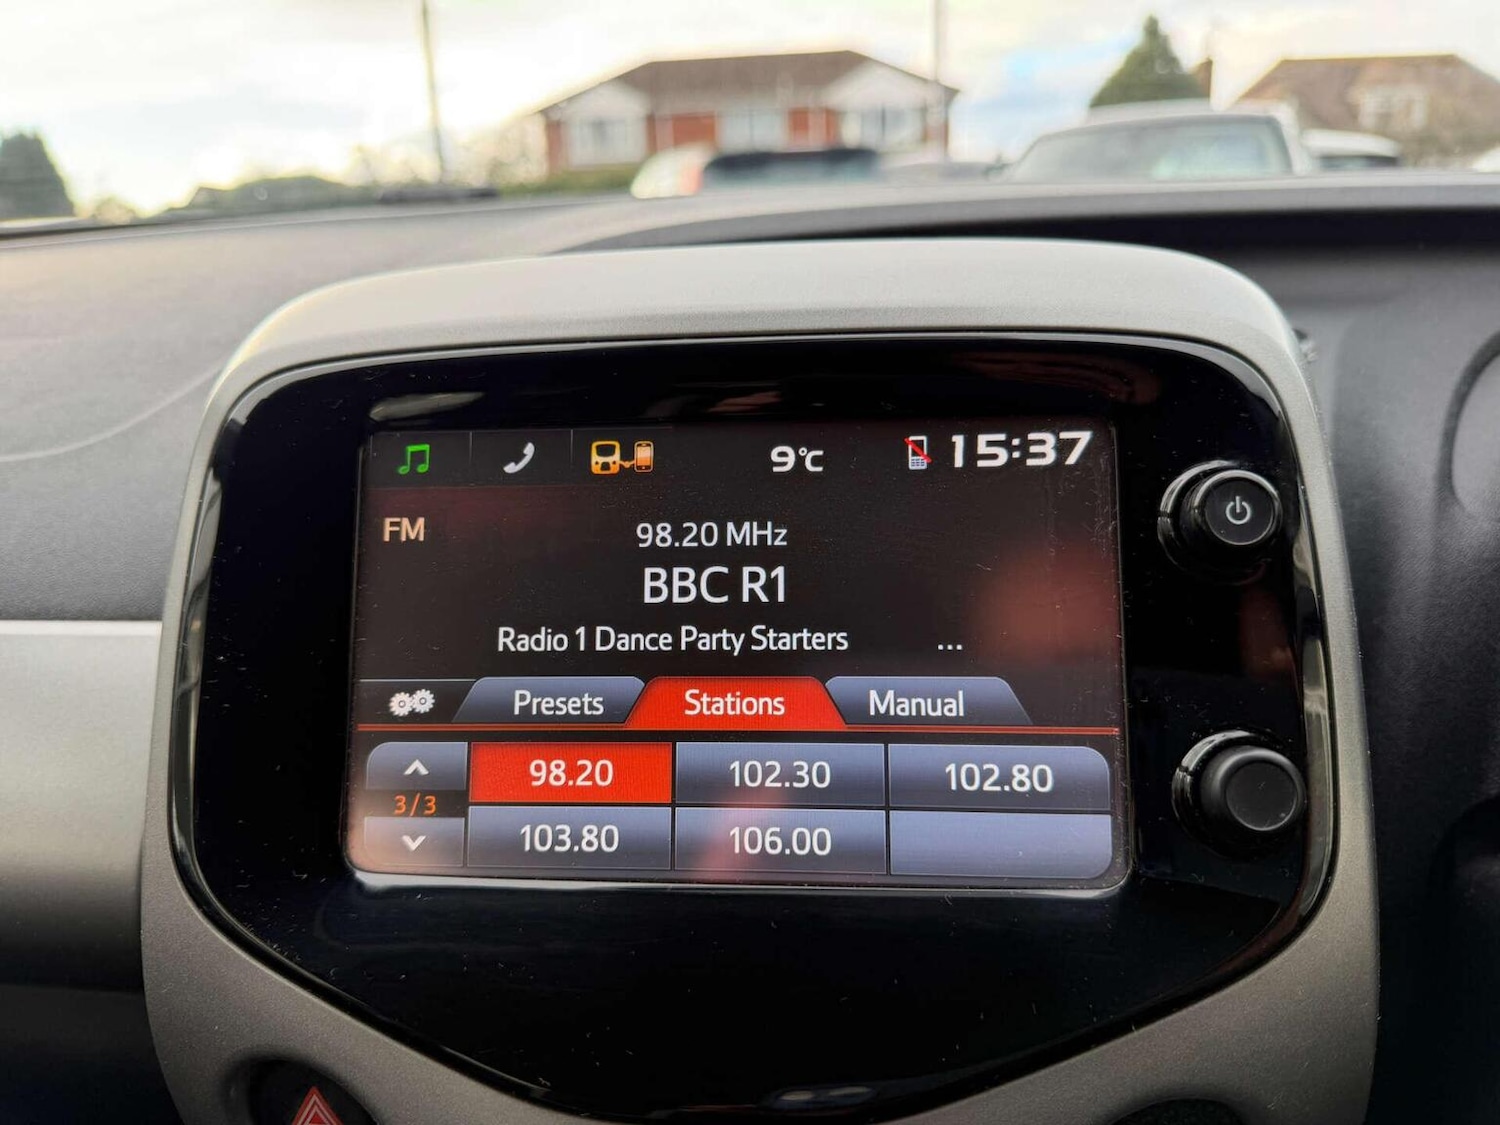 9°C 15:37
FM
98.20 MHz
BBC R1
Radio 1 Dance Party Starters ...
Presets Stations Manual
98.20 102.30 102.80
3/3
103.80 106.00